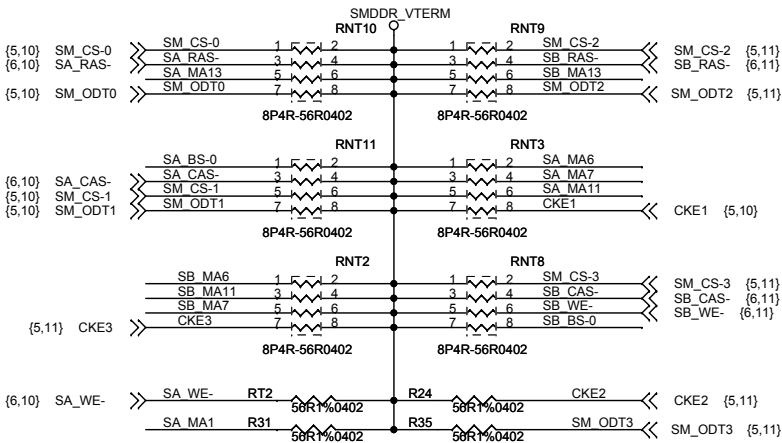 SMDDR_VTERM
RNT10 RNT9
{5,10} SM_CS-0 SM_CS-0 1 2 1 2 SM_CS-2 SM_CS-2 {5,11}
{6,10} SA_RAS- SA_RAS- 3 4 3 4 SB_RAS- SB_RAS- {6,11}
SA_MA13 5 6 5 6 SB_MA13
{5,10} SM_ODT0 SM_ODT0 7 8 7 8 SM_ODT2 SM_ODT2 {5,11}
8P4R-56R0402 8P4R-56R0402
RNT11 RNT3
SA_BS-0 1 2 1 2 SA_MA6
{6,10} SA_CAS- SA_CAS- 3 4 3 4 SA_MA7
{5,10} SM_CS-1 SM_CS-1 5 6 5 6 SA_MA11
{5,10} SM_ODT1 SM_ODT1 7 8 7 8 CKE1 CKE1 {5,10}
8P4R-56R0402 8P4R-56R0402
RNT2 RNT8
SB_MA6 1 2 1 2 SM_CS-3 SM_CS-3 {5,11}
SB_MA11 3 4 3 4 SB_CAS- SB_CAS- {6,11}
SB_MA7 5 6 5 6 SB_WE- SB_WE- {6,11}
{5,11} CKE3 CKE3 7 8 7 8 SB_BS-0
8P4R-56R0402 8P4R-56R0402
{6,10} SA_WE- SA_WE- RT2 R24 CKE2 CKE2 {5,11}
56R1%0402 56R1%0402
SA_MA1 R31 R35 SM_ODT3 SM_ODT3 {5,11}
56R1%0402 56R1%0402